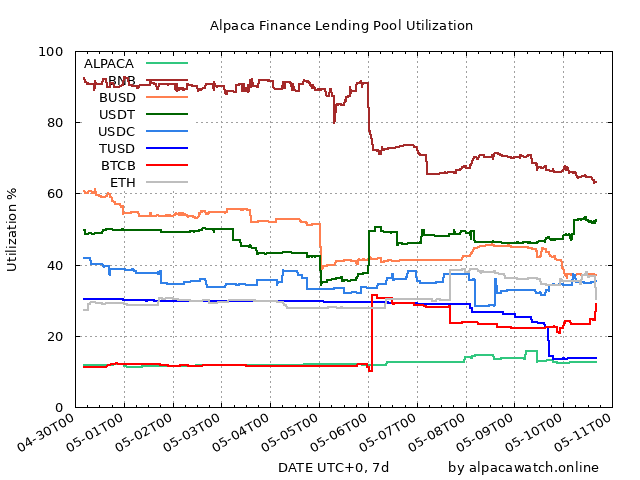 Alpaca Finance Lending Pool Utilization
100
80
60
40
20
0
Utilization %
ALPACA
BNB
BUSD
USDT
USDC
TUSD
BTCB
ETH
04-30T00
05-01T00
05-02T00
05-03T00
05-04T00
05-05T00
05-06T00
05-07T00
05-08T00
05-09T00
05-10T00
05-11T00
DATE UTC+0, 7d
by alpacawatch.online